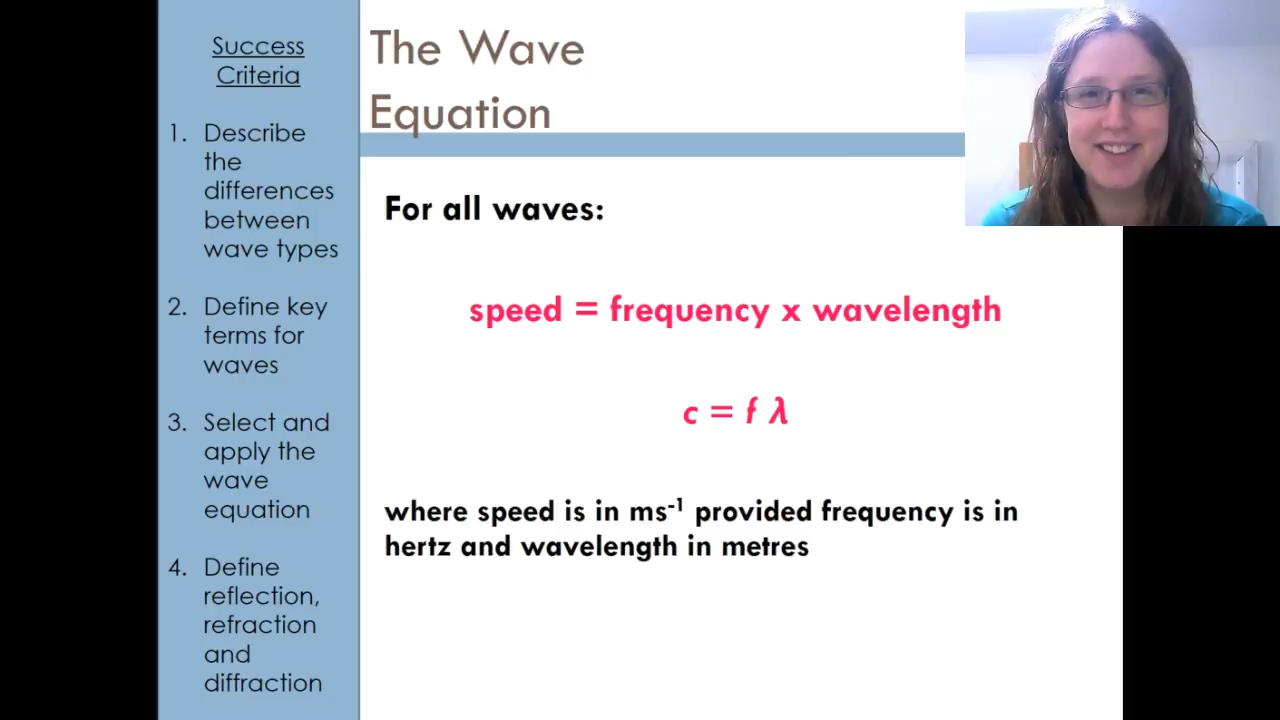 Success
Criteria
1. Describe
the
differences
between
wave types
2. Define key
terms for
waves
3. Select and
apply the
wave
equation
4. Define
reflection,
refraction
and
diffraction
The Wave
Equation
For all waves:
speed = frequency x wavelength
c = f λ
where speed is in ms⁻¹ provided frequency is in
hertz and wavelength in metres